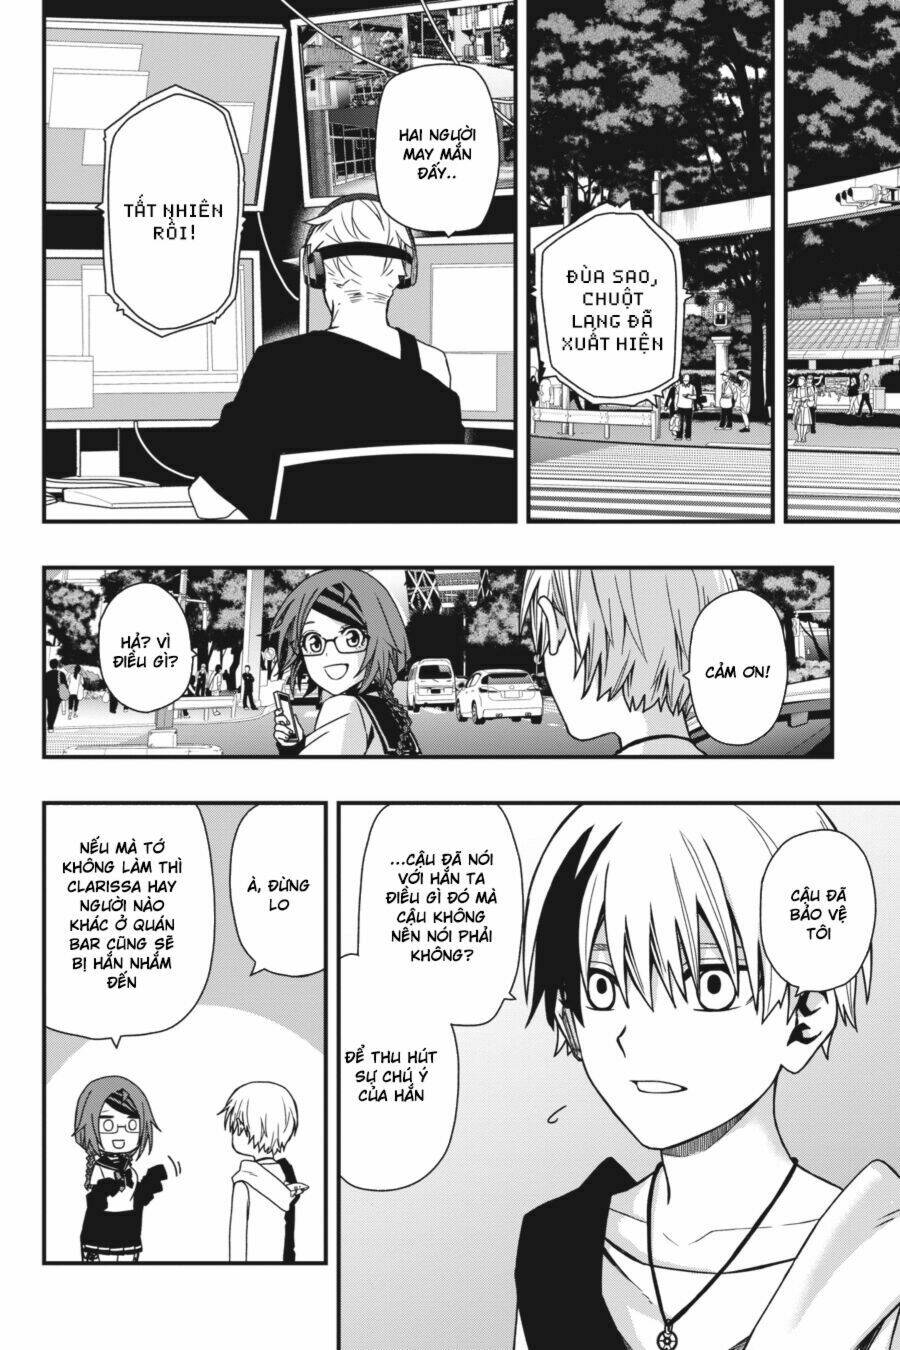 ĐÙA SAO,
CHUỘT
LANG ĐÃ
XUẤT HIỆN
HAI NGƯỜI
MAY MẮN
ĐẤY..
TẤT NHIÊN
RỒI!
CẢM ƠN!
HẢ? VÌ
ĐIỀU GÌ?
CẬU ĐÃ
BẢO VỆ
TÔI
...CẬU ĐÃ NÓI
VỚI HẮN TA
ĐIỀU GÌ ĐÓ MÀ
CẬU KHÔNG
NÊN NÓI PHẢI
KHÔNG?
ĐỂ THU HÚT
SỰ CHÚ Ý
CỦA HẮN
À, ĐỪNG
LO
NẾU MÀ TỚ
KHÔNG LÀM THÌ
CLARISSA HAY
NGƯỜI NÀO
KHÁC Ở QUÁN
BAR CŨNG SẼ
BỊ HẮN NHẮM
ĐẾN